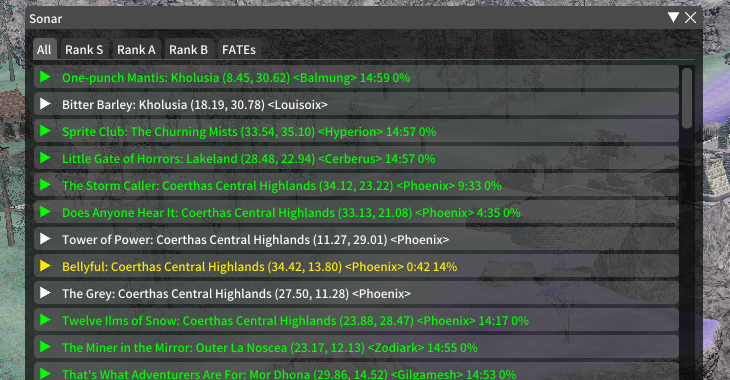 Sonar
All Rank S Rank A Rank B FATEs
One-punch Mantis: Kholusia (8.45, 30.62) <Balmung> 14:59 0%
Bitter Barley: Kholusia (18.19, 30.78) <Louisoix>
Sprite Club: The Churning Mists (33.54, 35.10) <Hyperion> 14:57 0%
Little Gate of Horrors: Lakeland (28.48, 22.94) <Cerberus> 14:57 0%
The Storm Caller: Coerthas Central Highlands (34.12, 23.22) <Phoenix> 9:33 0%
Does Anyone Hear It: Coerthas Central Highlands (33.13, 21.08) <Phoenix> 4:35 0%
Tower of Power: Coerthas Central Highlands (11.27, 29.01) <Phoenix>
Bellyful: Coerthas Central Highlands (34.42, 13.80) <Phoenix> 0:42 14%
The Grey: Coerthas Central Highlands (27.50, 11.28) <Phoenix>
Twelve Ilms of Snow: Coerthas Central Highlands (23.88, 28.47) <Phoenix> 14:17 0%
The Miner in the Mirror: Outer La Noscea (23.17, 12.13) <Zodiark> 14:55 0%
That's What Adventurers Are For: Mor Dhona (29.86, 14.52) <Gilgamesh> 14:53 0%